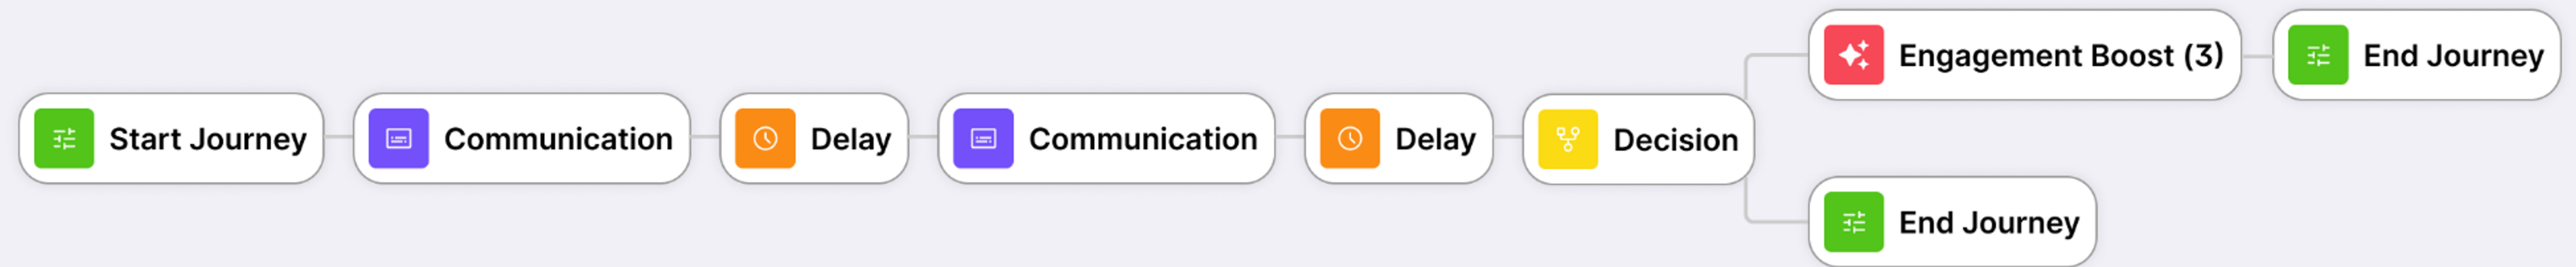 Start Journey
Communication
Delay
Communication
Delay
Decision
Engagement Boost (3)
End Journey
End Journey